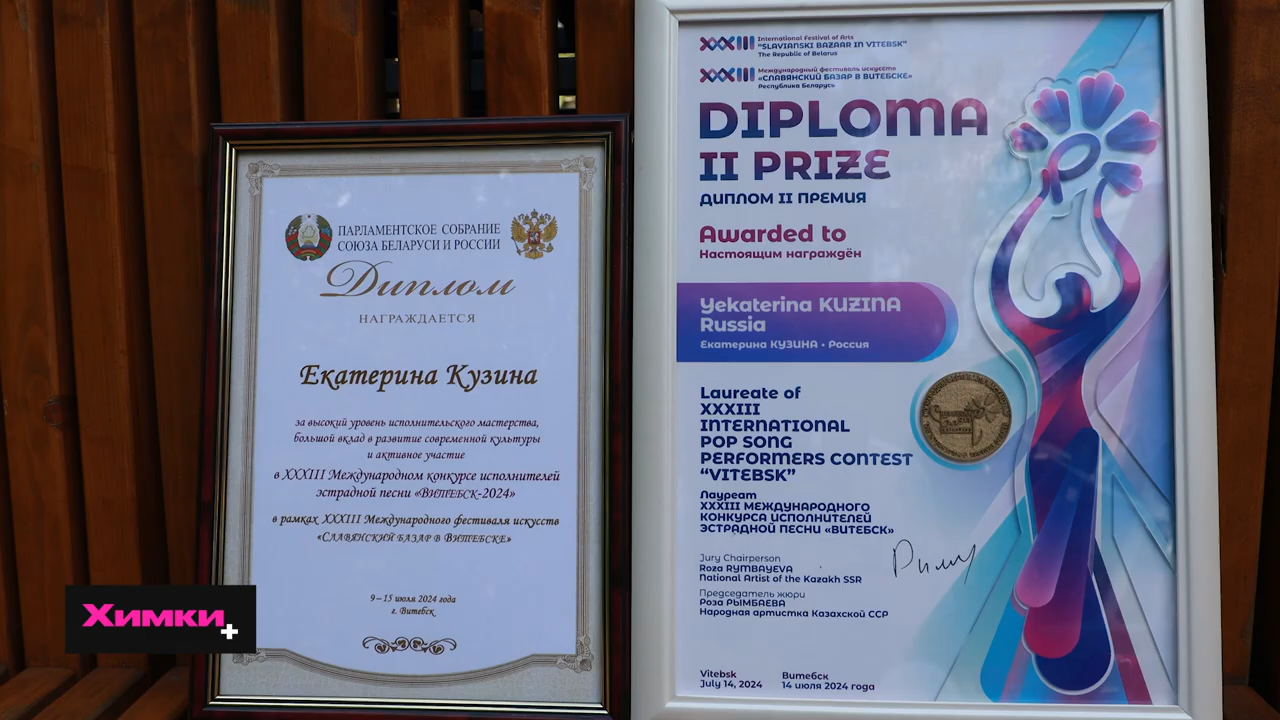 ПАРЛАМЕНТСКОЕ СОБРАНИЕ
СОЮЗА БЕЛАРУСИ И РОССИИ
Диплом
НАГРАЖДАЕТСЯ
Екатерина Кузина
за высокий уровень исполнительского мастерства,
большой вклад в развитие современной культуры
и активное участие
в XXXIII Международном конкурсе исполнителей
эстрадной песни «ВИТЕБСК-2024»
в рамках XXXIII Международного фестиваля искусств
«СЛАВЯНСКИЙ БАЗАР В ВИТЕБСКЕ»
9–15 июля 2024 года
г. Витебск
XXXIII International Festival of Arts
"SLAVIANSKI BAZAAR IN VITEBSK"
The Republic of Belarus
XXXIII Международный фестиваль искусств
«СЛАВЯНСКИЙ БАЗАР В ВИТЕБСКЕ»
Республика Беларусь
DIPLOMA
II PRIZE
ДИПЛОМ II ПРЕМИЯ
Awarded to
Настоящим награждён
Yekaterina KUZINA
Russia
Екатерина КУЗИНА • Россия
Laureate of
XXXIII
INTERNATIONAL
POP SONG
PERFORMERS CONTEST
"VITEBSK"
Лауреат
XXXIII МЕЖДУНАРОДНОГО
КОНКУРСА ИСПОЛНИТЕЛЕЙ
ЭСТРАДНОЙ ПЕСНИ «ВИТЕБСК»
Jury Chairperson
Roza RYMBAYEVA
National Artist of the Kazakh SSR
Председатель жюри
Роза РЫМБАЕВА
Народная артистка Казахской ССР
Vitebsk
July 14, 2024
Витебск
14 июля 2024 года
Химки+